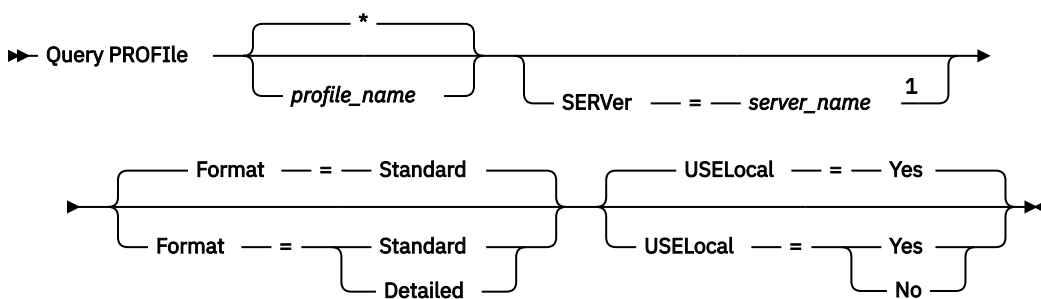 *
Query PROFIle
profile_name
SERVer = server_name 1
Format = Standard USELocal = Yes
Format = Standard USELocal = Yes
Detailed No